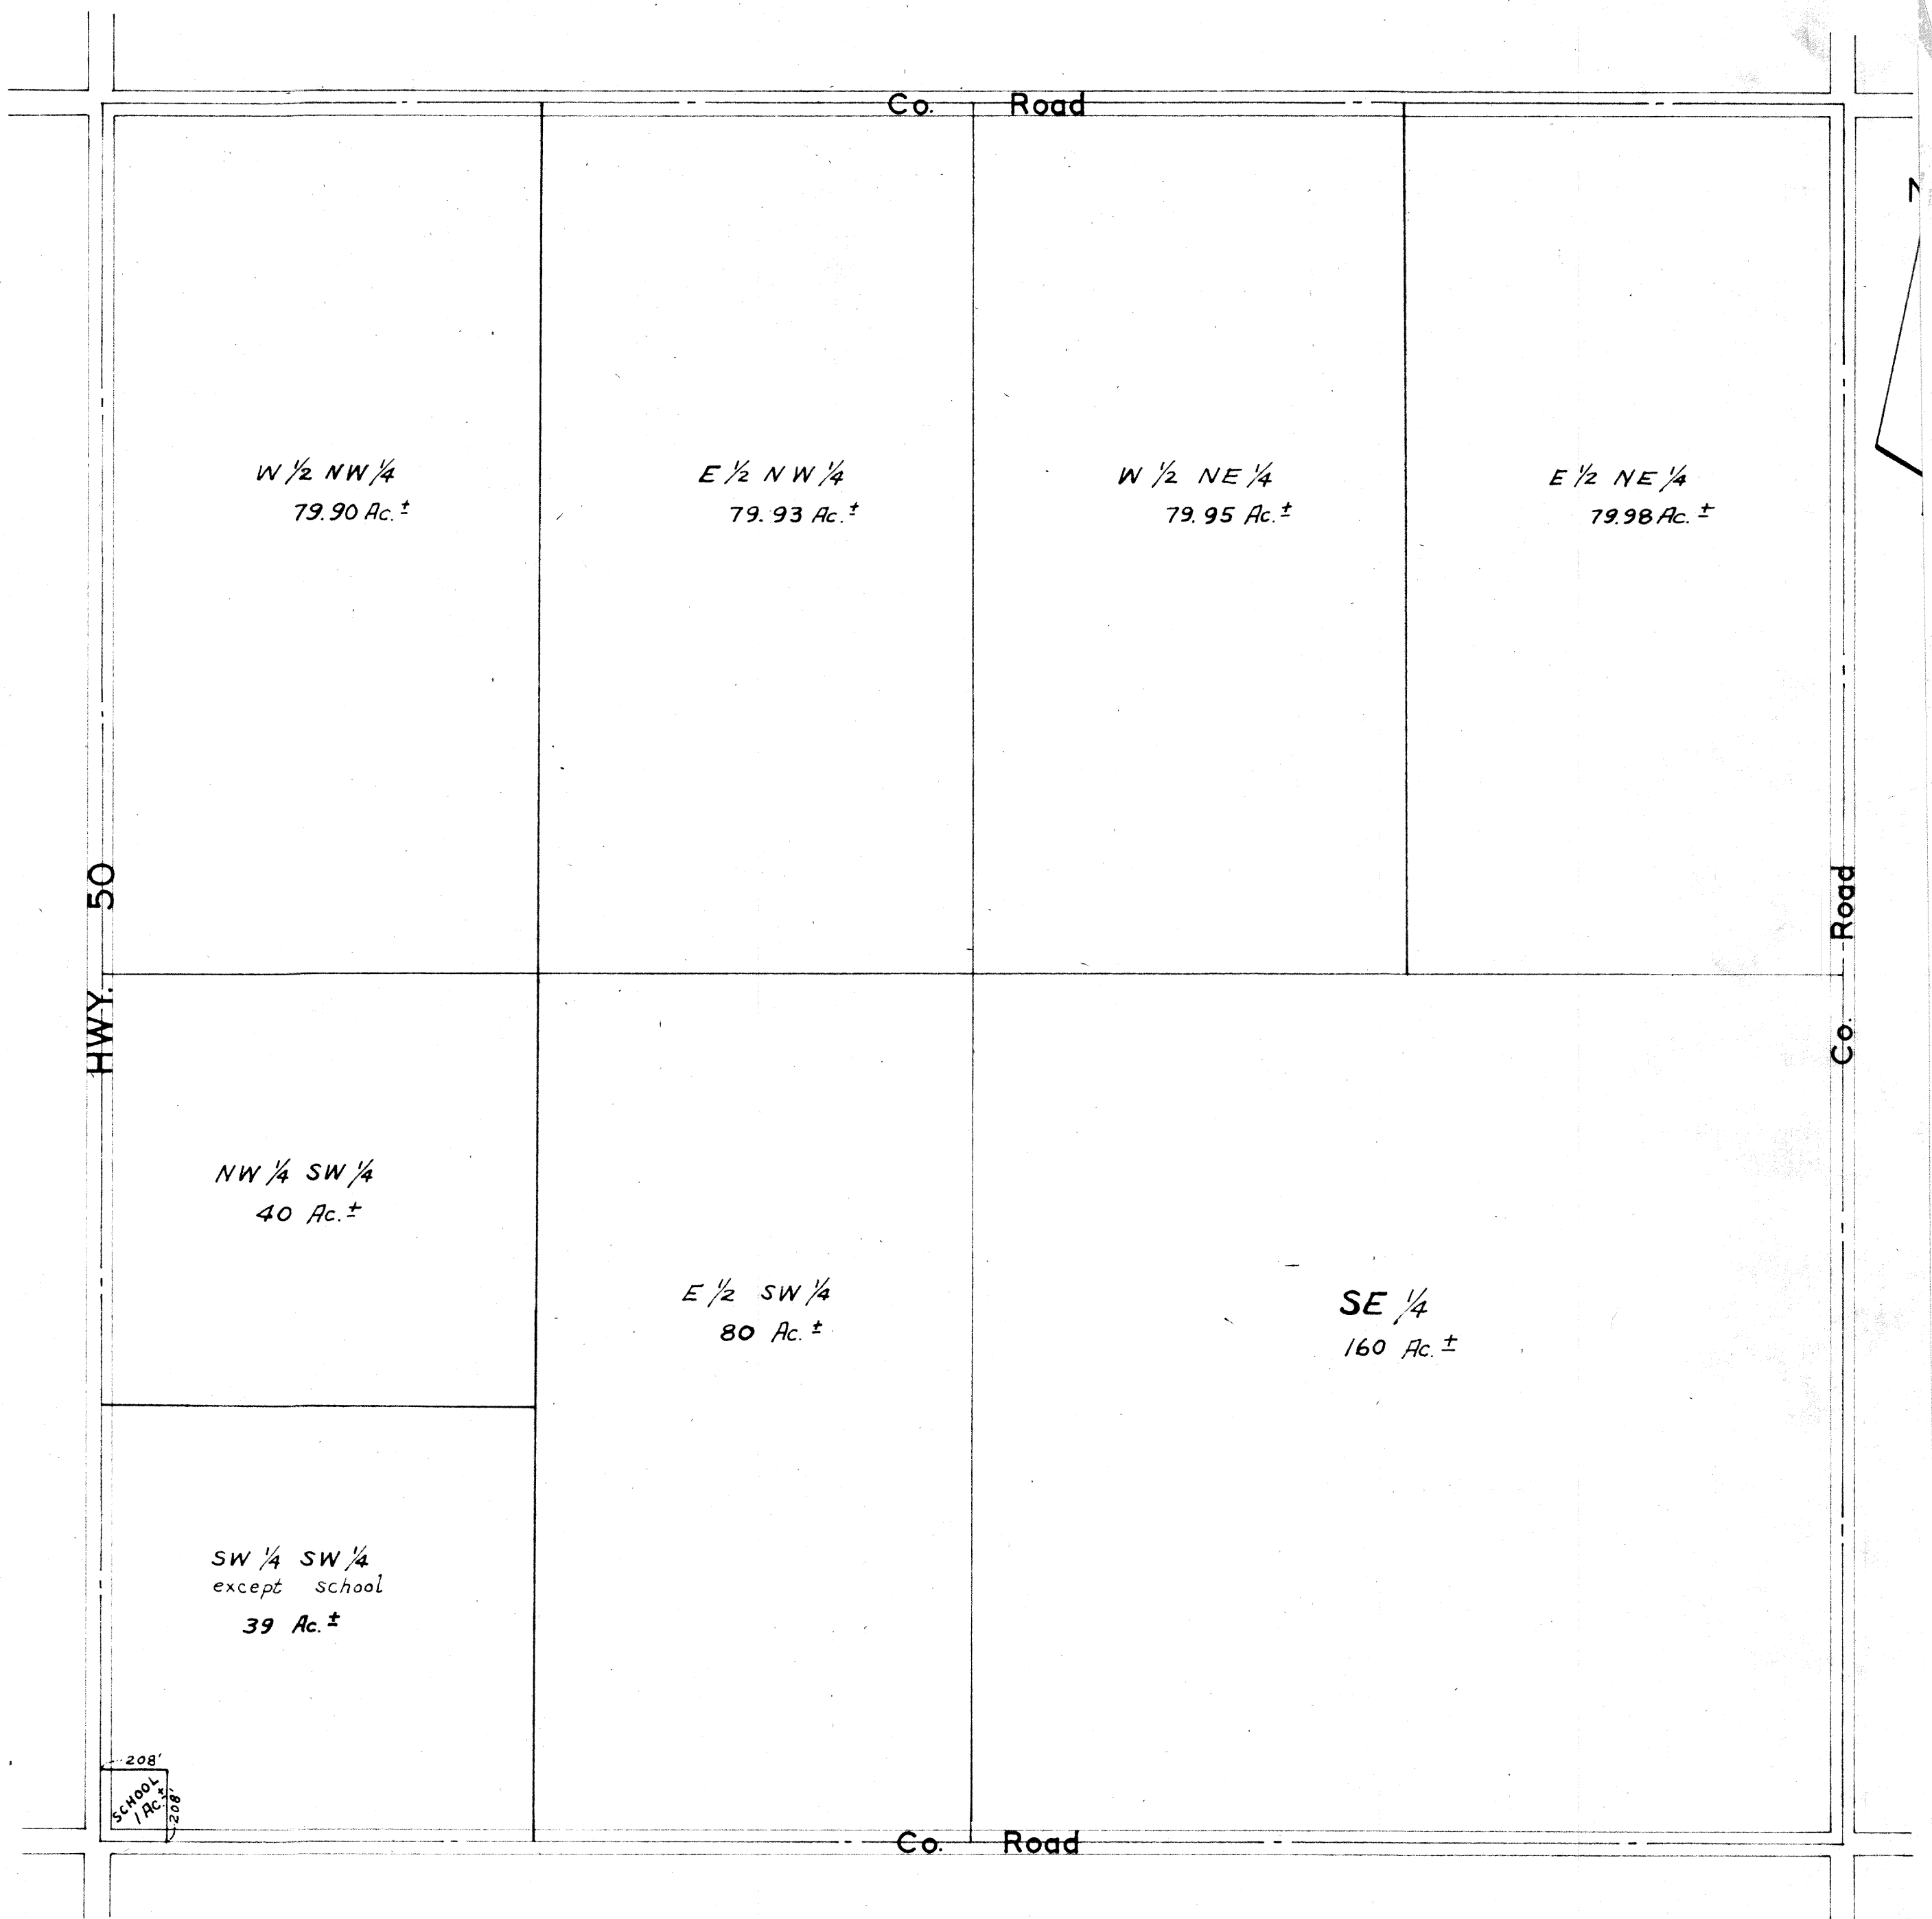 Co. Road
N
W ½ NW ¼
79.90 Ac. ±
E ½ NW ¼
79.93 Ac. ±
W ½ NE ¼
79.95 Ac. ±
E ½ NE ¼
79.98 Ac. ±
HWY. 50
Co. Road
NW ¼ SW ¼
40 Ac. ±
E ½ SW ¼
80 Ac. ±
SE ¼
160 Ac. ±
SW ¼ SW ¼
except school
39 Ac. ±
208'
SCHOOL
1 Ac. ±
208'
Co. Road